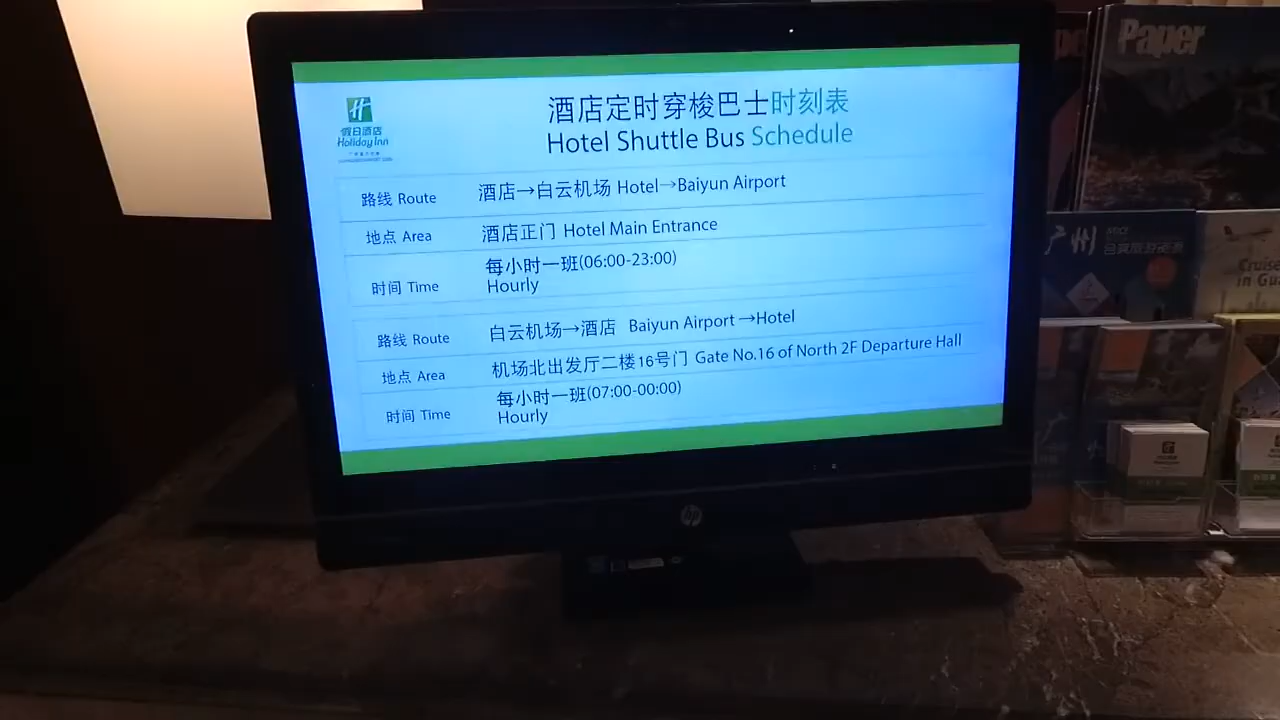 假日酒店
Holiday Inn
酒店定时穿梭巴士时刻表
Hotel Shuttle Bus Schedule
路线 Route 酒店→白云机场 Hotel→Baiyun Airport
地点 Area 酒店正门 Hotel Main Entrance
时间 Time 每小时一班(06:00-23:00)
Hourly
路线 Route 白云机场→酒店 Baiyun Airport →Hotel
地点 Area 机场北出发厅二楼16号门 Gate No.16 of North 2F Departure Hall
时间 Time 每小时一班(07:00-00:00)
Hourly
hp
Paper
广州
Cruise
in Gua